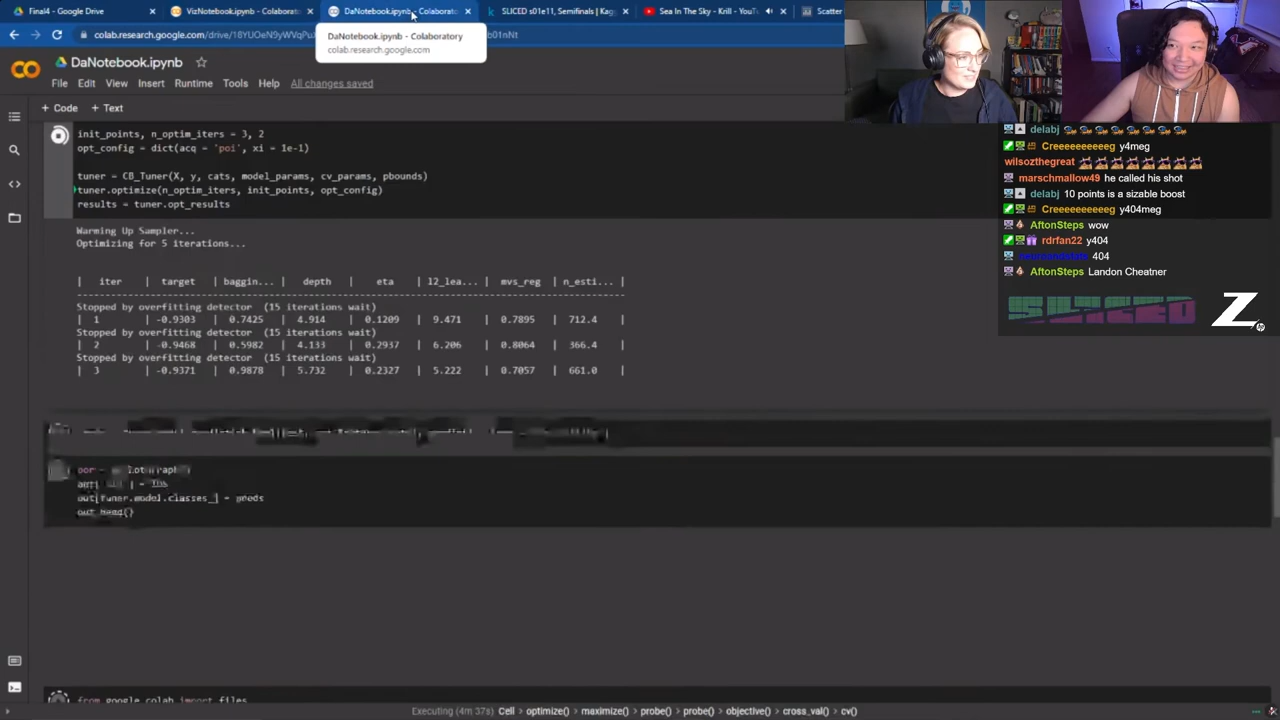 Final4 - Google Drive
VizNotebook.ipynb - Colaborat
DaNotebook.ipynb - Colaborato
SLICED s01e11, Semifinals | Kag
Sea In The Sky - Krill - YouT
Scatter
DaNotebook.ipynb - Colaboratory
colab.research.google.com
DaNotebook.ipynb
File Edit View Insert Runtime Tools Help All changes saved
+ Code + Text
init_points, n_optim_iters = 3, 2
opt_config = dict(acq = 'poi', xi = 1e-1)
tuner = CB_Tuner(X, y, cats, model_params, cv_params, pbounds)
tuner.optimize(n_optim_iters, init_points, opt_config)
results = tuner.opt_results
Warming Up Sampler...
Optimizing for 5 iterations...
| iter | target | baggin... | depth | eta | l2_lea... | mvs_reg | n_esti... |
Stopped by overfitting detector (15 iterations wait)
| 1 | -0.9303 | 0.7425 | 4.914 | 0.1209 | 9.471 | 0.7895 | 712.4 |
Stopped by overfitting detector (15 iterations wait)
| 2 | -0.9468 | 0.5982 | 4.133 | 0.2937 | 6.206 | 0.8064 | 366.4 |
Stopped by overfitting detector (15 iterations wait)
| 3 | -0.9371 | 0.9878 | 5.732 | 0.2327 | 5.222 | 0.7057 | 661.0 |
out[tuner.model.classes_] = preds
out.head()
from google.colab import files
Executing (4m 37s) Cell > optimize() > maximize() > probe() > probe() > objective() > cross_val() > cv()
delabj
Creeeeeeeeeg y4meg
wilsozthegreat
marschmallow49 he called his shot
delabj 10 points is a sizable boost
Creeeeeeeeeg y404meg
AftonSteps wow
rdrfan22 y404
404
AftonSteps Landon Cheatner
SLICED
Z
hp